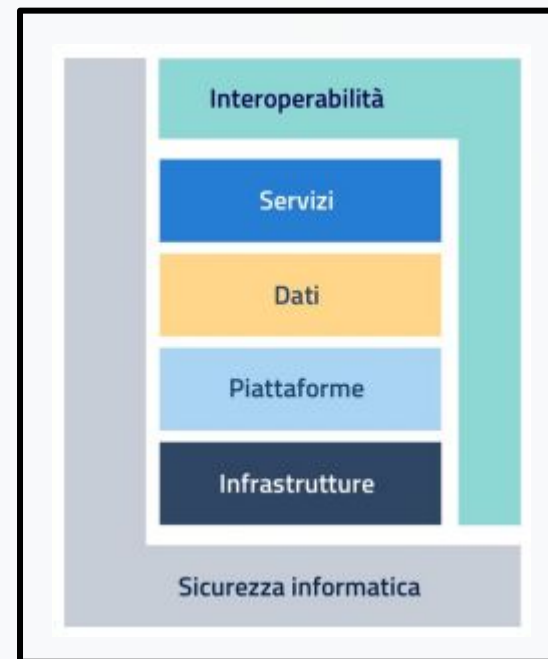 Interoperabilità
Servizi
Dati
Piattaforme
Infrastrutture
Sicurezza informatica